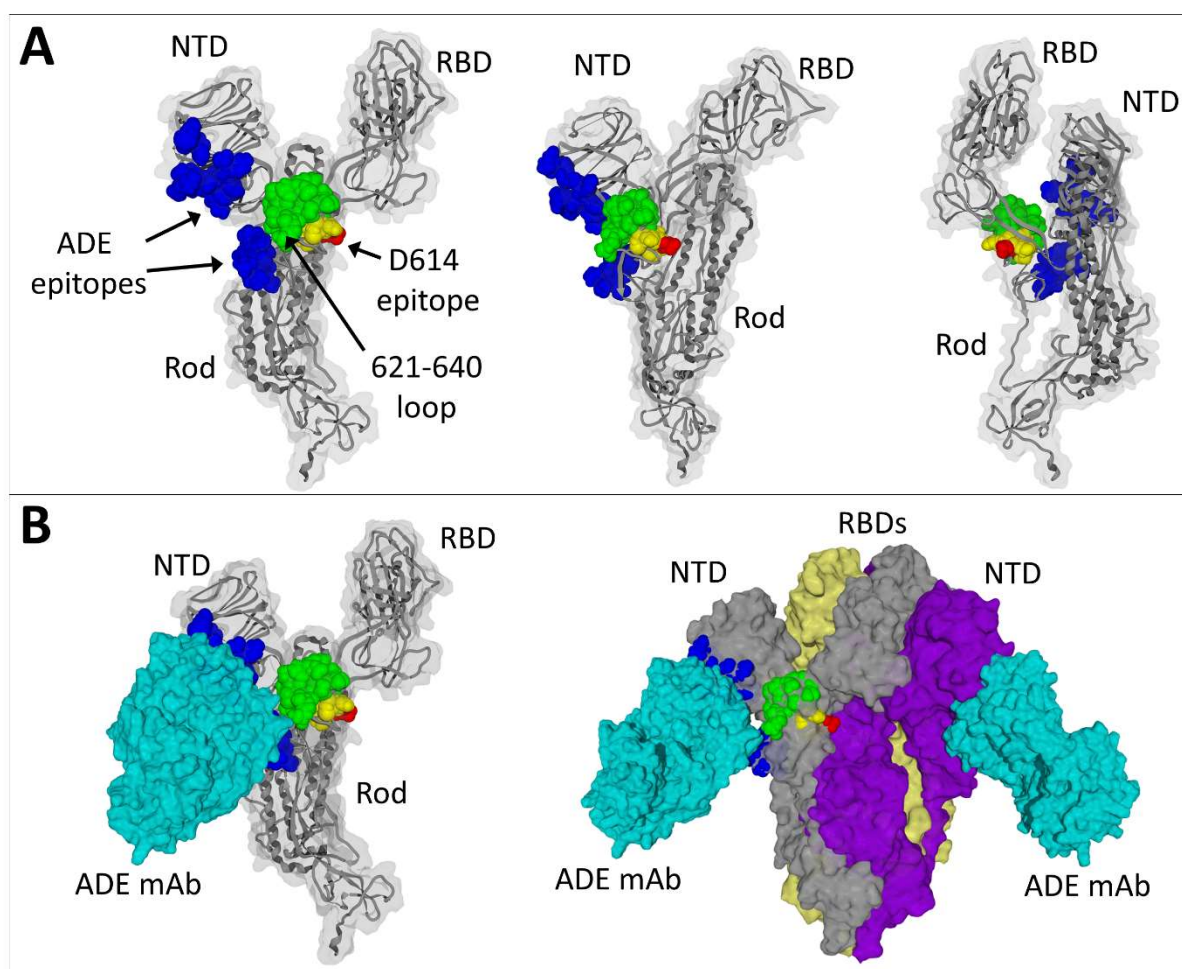 A
NTD
RBD
ADE
epitopes
D614
epitope
Rod
621-640
loop
NTD
RBD
Rod
RBD
NTD
Rod
B
NTD
RBD
Rod
ADE mAb
RBDs
NTD
NTD
ADE mAb
ADE mAb